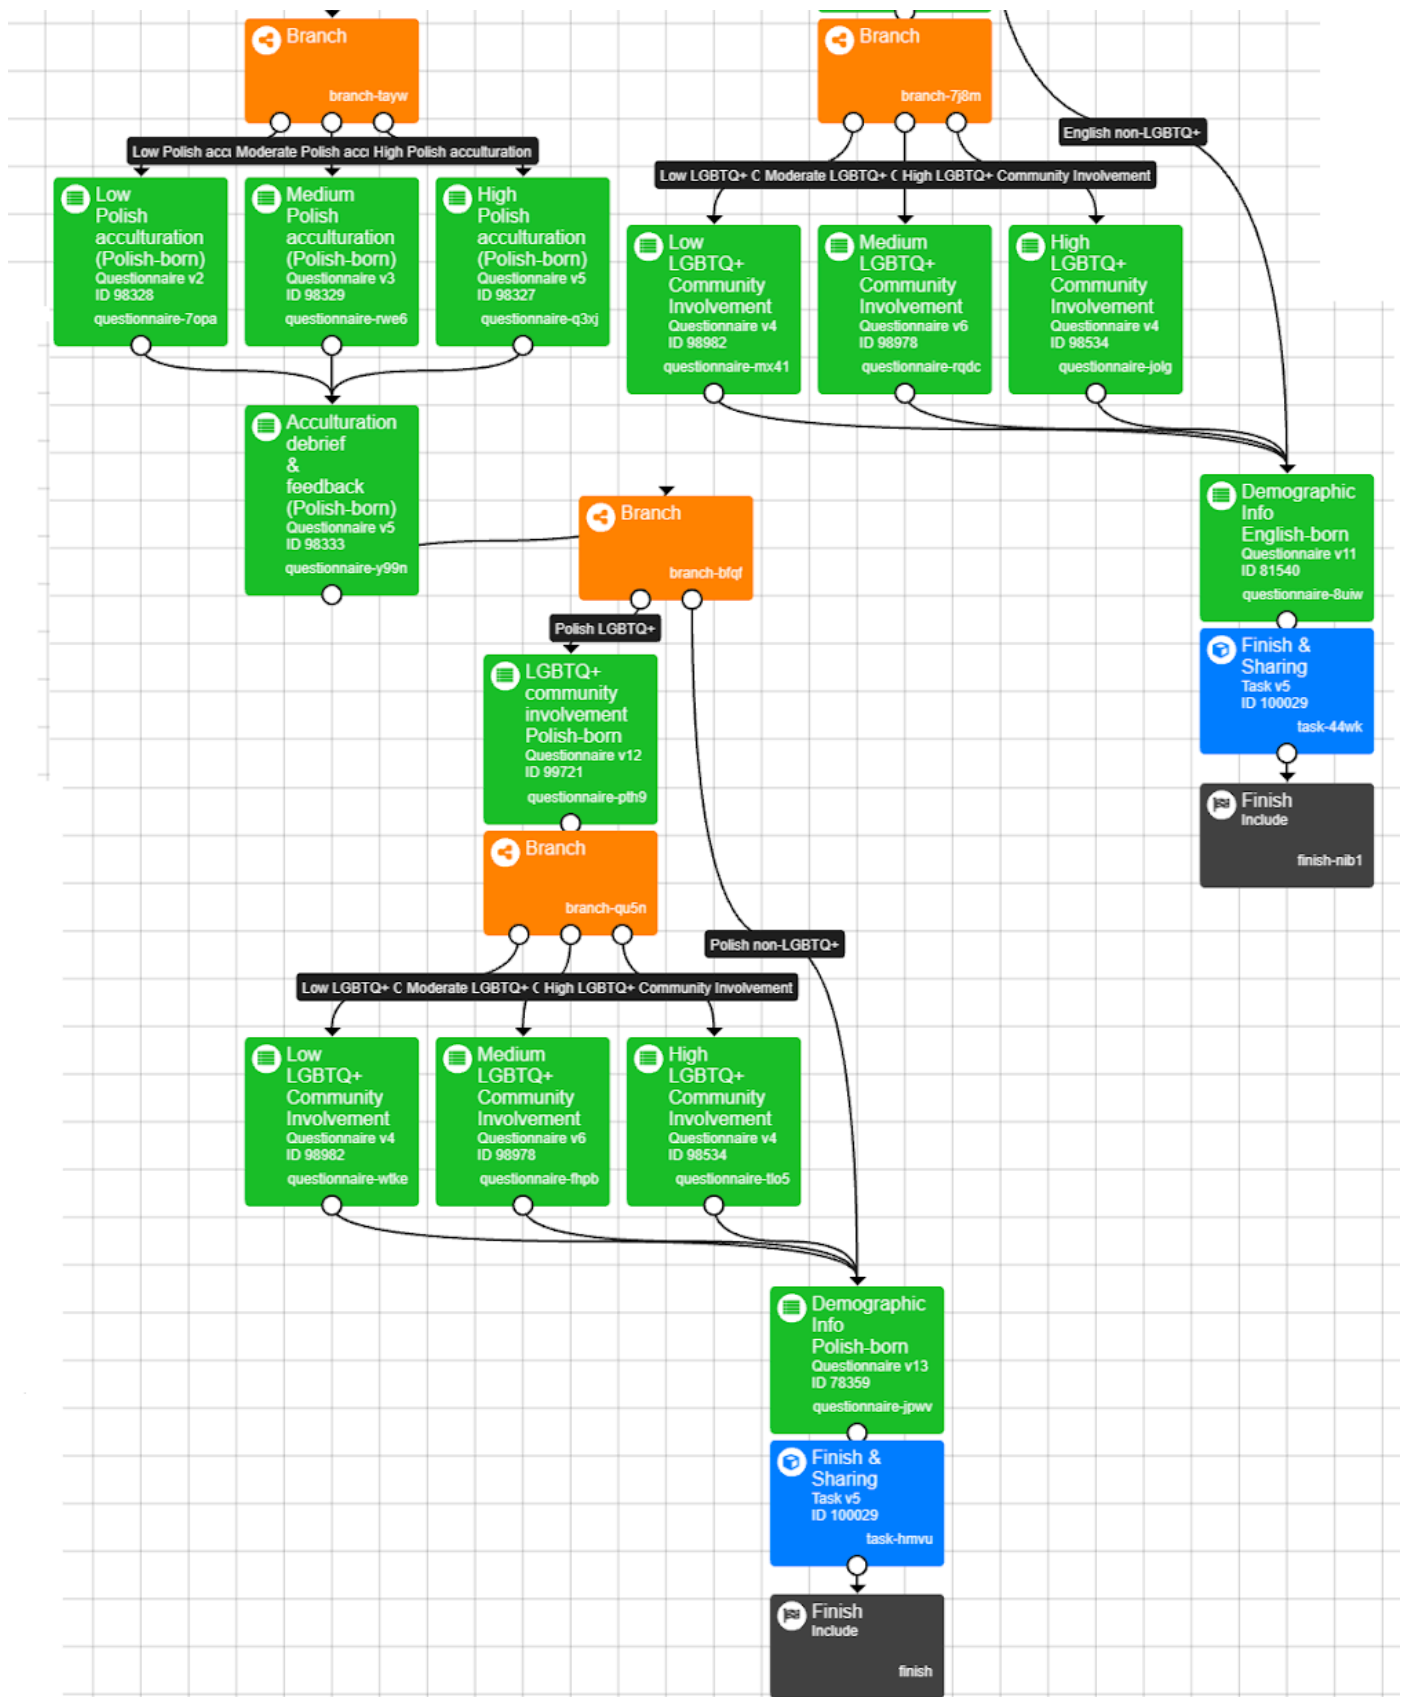 Branch
branch-tayw
Branch
branch-7j8m
English non-LGBTQ+
Low Polish acc Moderate Polish acc High Polish acculturation
Low LGBTQ+ C Moderate LGBTQ+ C High LGBTQ+ Community Involvement
Low
Polish
acculturation
(Polish-born)
Questionnaire v2
ID 98328
questionnaire-7opa
Medium
Polish
acculturation
(Polish-born)
Questionnaire v3
ID 98329
questionnaire-rwe6
High
Polish
acculturation
(Polish-born)
Questionnaire v5
ID 98327
questionnaire-q3xj
Low
LGBTQ+
Community
Involvement
Questionnaire v4
ID 98982
questionnaire-mx41
Medium
LGBTQ+
Community
Involvement
Questionnaire v6
ID 98978
questionnaire-rqdc
High
LGBTQ+
Community
Involvement
Questionnaire v4
ID 98534
questionnaire-jolg
Acculturation
debrief
&
feedback
(Polish-born)
Questionnaire v5
ID 98333
questionnaire-y99n
Branch
branch-bfqf
Demographic
Info
English-born
Questionnaire v11
ID 81540
questionnaire-8uiw
Finish &
Sharing
Task v5
ID 100029
task-44wk
Finish
Include
finish-nib1
Polish LGBTQ+
LGBTQ+
community
involvement
Polish-born
Questionnaire v12
ID 99721
questionnaire-pth9
Branch
branch-qu5n
Polish non-LGBTQ+
Low LGBTQ+ C Moderate LGBTQ+ C High LGBTQ+ Community Involvement
Low
LGBTQ+
Community
Involvement
Questionnaire v4
ID 98982
questionnaire-wtke
Medium
LGBTQ+
Community
Involvement
Questionnaire v6
ID 98978
questionnaire-fhpb
High
LGBTQ+
Community
Involvement
Questionnaire v4
ID 98534
questionnaire-tlo5
Demographic
Info
Polish-born
Questionnaire v13
ID 78359
questionnaire-jpwv
Finish &
Sharing
Task v5
ID 100029
task-hmvu
Finish
Include
finish